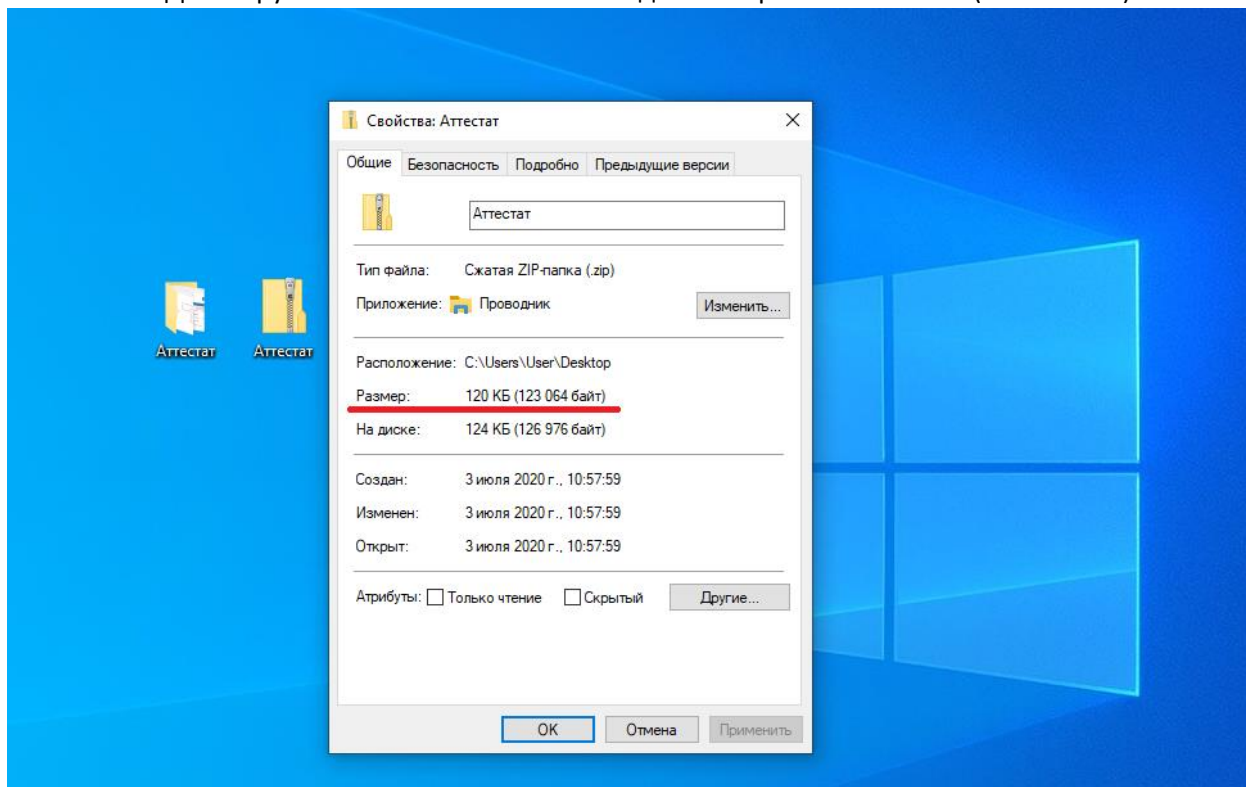 Свойства: Аттестат
Общие Безопасность Подробно Предыдущие версии
Аттестат
Тип файла: Сжатая ZIP-папка (.zip)
Приложение: Проводник Изменить...
Аттестат Аттестат
Расположение: C:\Users\User\Desktop
Размер: 120 КБ (123 064 байт)
На диске: 124 КБ (126 976 байт)
Создан: 3 июля 2020 г., 10:57:59
Изменен: 3 июля 2020 г., 10:57:59
Открыт: 3 июля 2020 г., 10:57:59
Атрибуты: Только чтение Скрытый Другие...
OK Отмена Применить